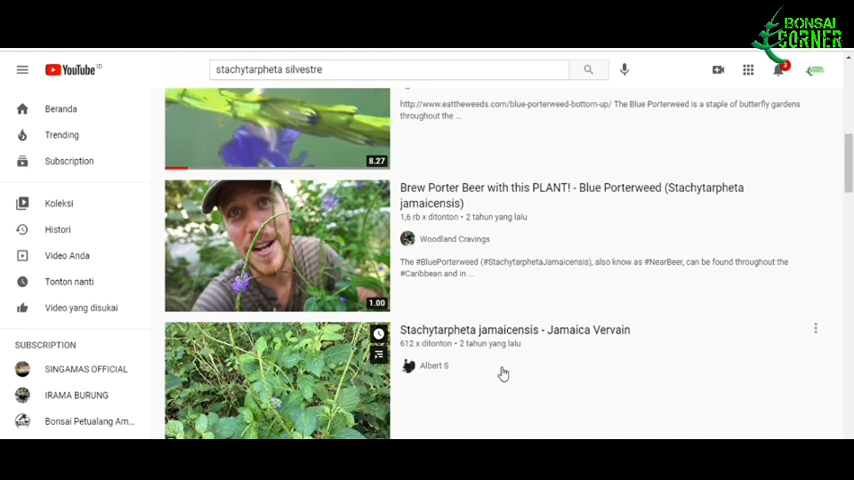 BONSAI
CORNER
YouTube ID
stachytarpheta silvestre
3
Beranda
Trending
Subscription
Koleksi
Histori
Video Anda
Tonton nanti
Video yang disukai
SUBSCRIPTION
SINGAMAS OFFICIAL
IRAMA BURUNG
Bonsai Petualang Am...
http://www.eattheweeds.com/blue-porterweed-bottom-up/ The Blue Porterweed is a staple of butterfly gardens
throughout the ...
8.27
Brew Porter Beer with this PLANT! - Blue Porterweed (Stachytarpheta
jamaicensis)
1,6 rb x ditonton • 2 tahun yang lalu
Woodland Cravings
The #BluePorterweed (#StachytarphetaJamaicensis), also know as #NearBeer, can be found throughout the
#Caribbean and in ...
1.00
Stachytarpheta jamaicensis - Jamaica Vervain
612 x ditonton • 2 tahun yang lalu
Albert S